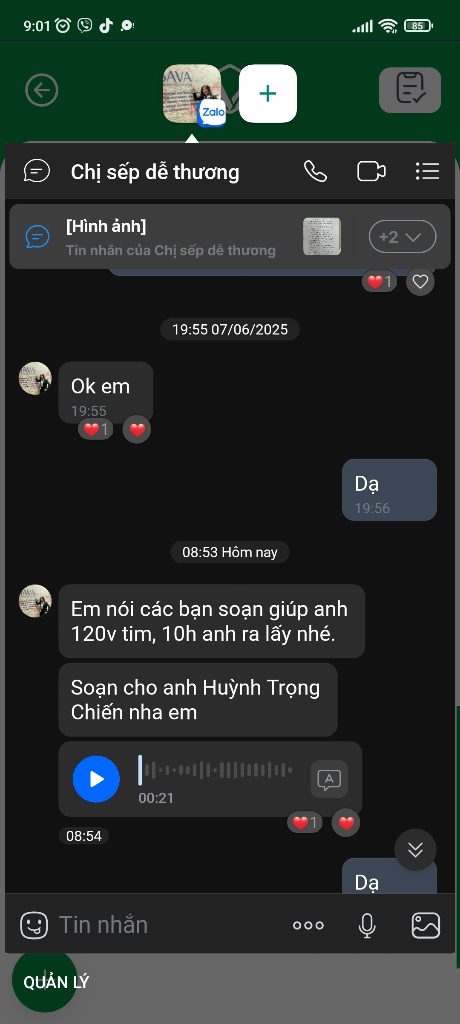 9:01
85
BAVA
Zalo
+
Chị sếp dễ thương
[Hình ảnh]
Tin nhắn của Chị sếp dễ thương
+2
1
19:55 07/06/2025
Ok em
19:55
1
Dạ
19:56
08:53 Hôm nay
Em nói các bạn soạn giúp anh
120v tim, 10h anh ra lấy nhé.
Soạn cho anh Huỳnh Trọng
Chiến nha em
A
00:21
1
08:54
Dạ
Tin nhắn
QUẢN LÝ